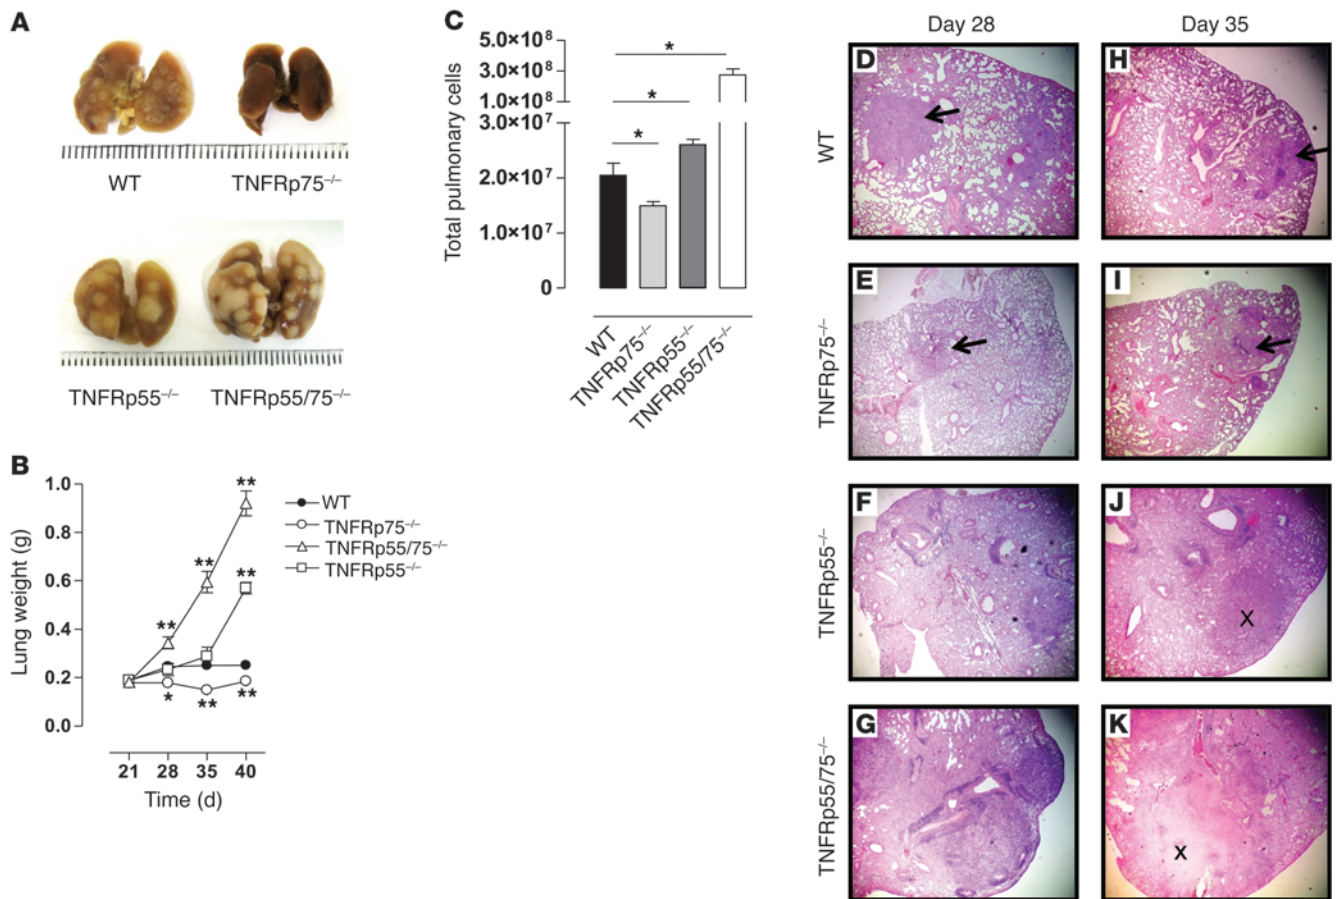 A
WT
TNFRp75–/–
TNFRp55–/–
TNFRp55/75–/–
B
Lung weight (g)
1.0
0.8
0.6
0.4
0.2
0.0
**
**
**
**
*
**
**
21 28 35 40
Time (d)
WT
TNFRp75–/–
TNFRp55/75–/–
TNFRp55–/–
C
Total pulmonary cells
5.0×10⁸
3.0×10⁸
1.0×10⁸
3.0×10⁷
2.0×10⁷
1.0×10⁷
0
*
*
*
WT
TNFRp75–/–
TNFRp55–/–
TNFRp55/75–/–
Day 28
Day 35
WT
D
H
TNFRp75–/–
E
I
TNFRp55–/–
F
J
X
TNFRp55/75–/–
G
K
X